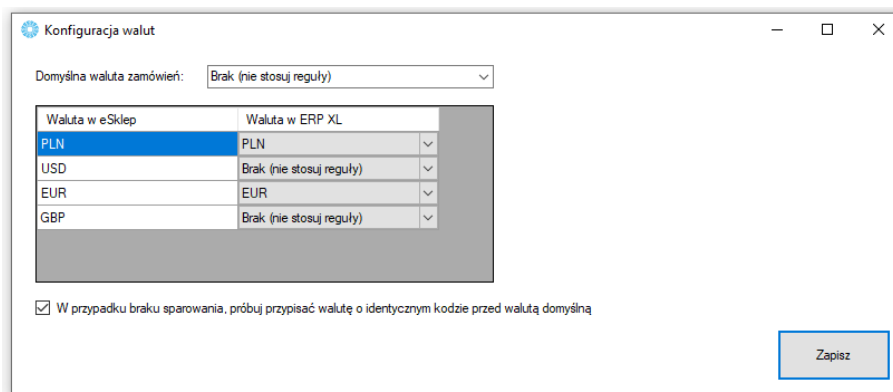 Konfiguracja walut
Domyślna waluta zamówień: Brak (nie stosuj reguły)
Waluta w eSklep Waluta w ERP XL
PLN PLN
USD Brak (nie stosuj reguły)
EUR EUR
GBP Brak (nie stosuj reguły)
W przypadku braku sparowania, próbuj przypisać walutę o identycznym kodzie przed walutą domyślną
Zapisz